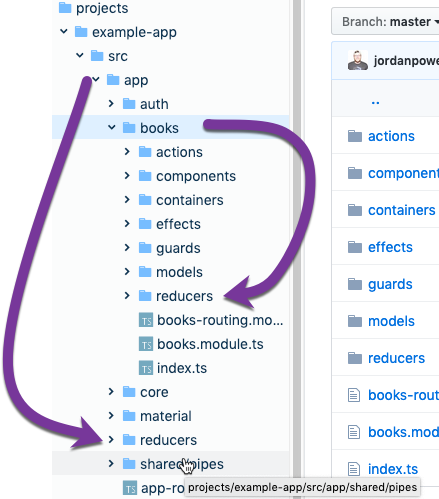 projects
example-app
src
app
auth
books
actions
components
containers
effects
guards
models
reducers
TS books-routing.mo...
TS books.module.ts
TS index.ts
core
material
reducers
shared/pipes
projects/example-app/src/app/shared/pipes
TS app-ro
Branch: master
jordanpowe
..
actions
component
containers
effects
guards
models
reducers
books-rout
books.mod
index.ts